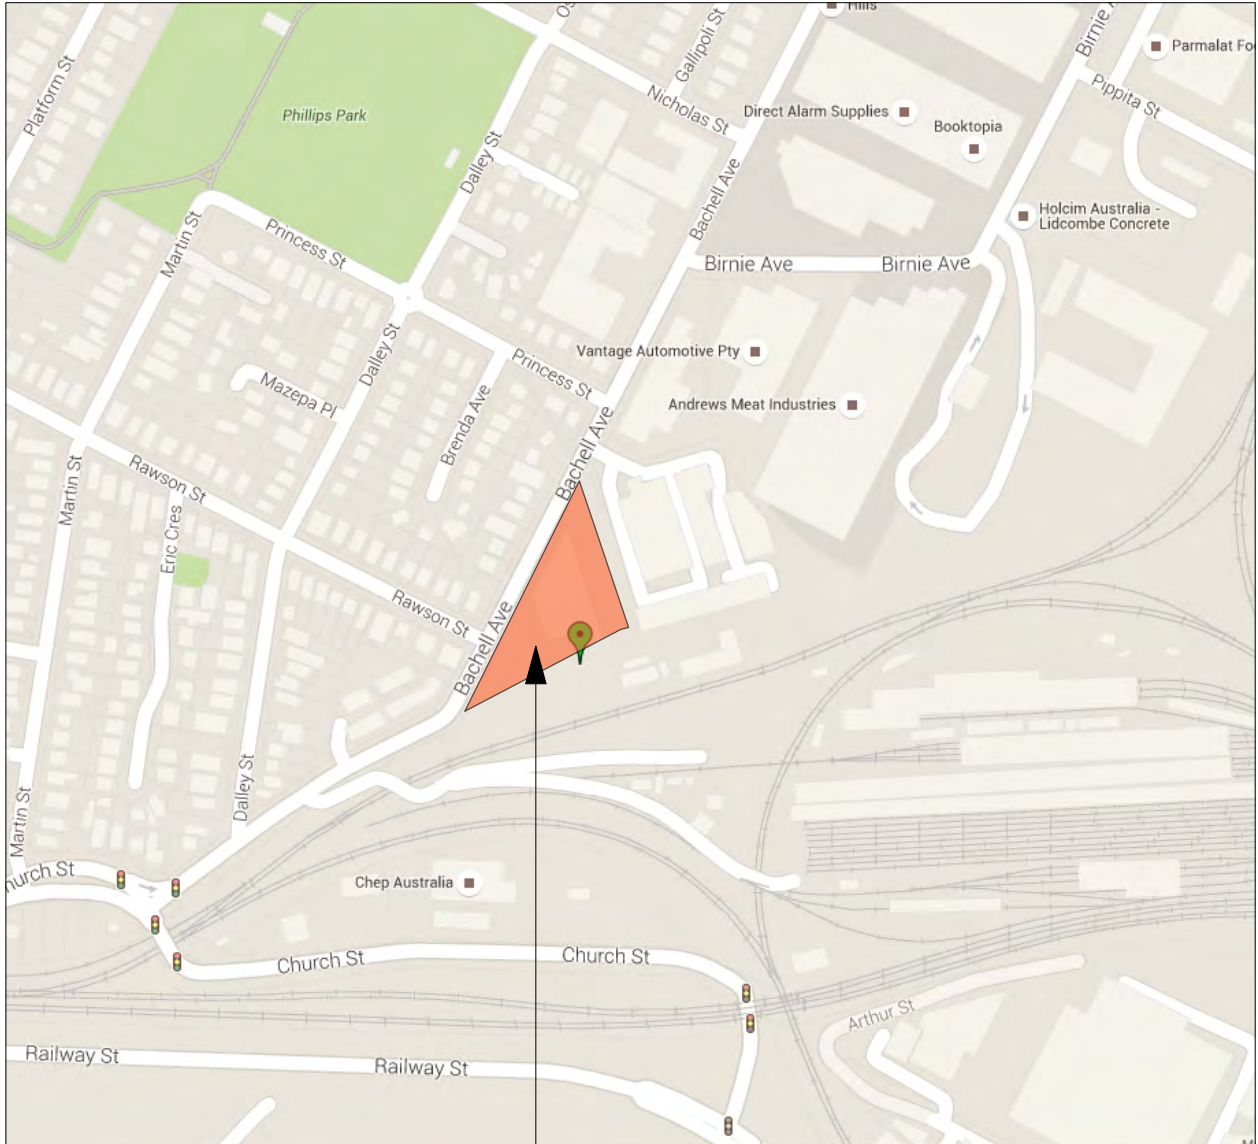 Hills
Birnie
Parmalat Fo
Platform St
Gallipoli St
Nicholas St
Pippita St
Phillips Park
Direct Alarm Supplies
Booktopia
Dalley St
Bachell Ave
Holcim Australia -
Lidcombe Concrete
Martin St
Princess St
Birnie Ave
Birnie Ave
Dalley St
Vantage Automotive Pty
Princess St
Mazepa Pl
Brenda Ave
Andrews Meat Industries
Bachell Ave
Martin St
Rawson St
Eric Cres
Rawson St
Bachell Ave
Dalley St
Martin St
hurch St
Chep Australia
Church St
Church St
Arthur St
Railway St
Railway St